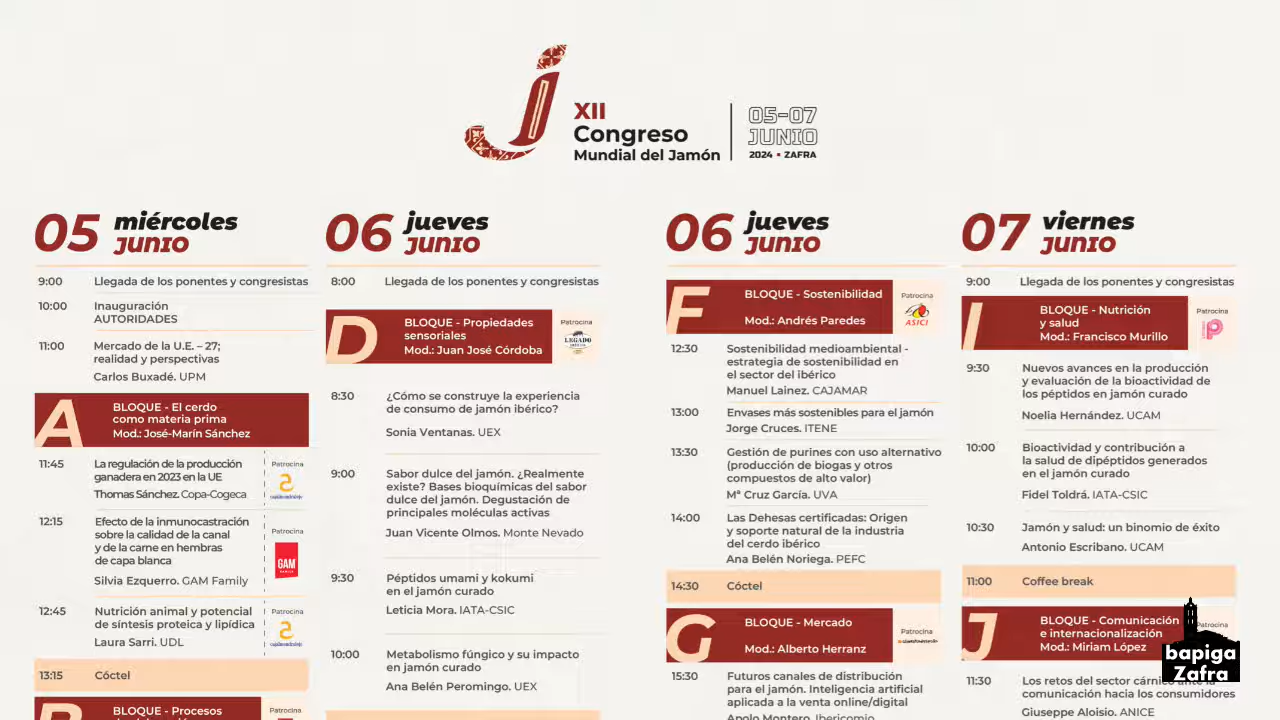 XII
Congreso
Mundial del Jamón
05-07
JUNIO
2024 • ZAFRA
05 miércoles
JUNIO
9:00 Llegada de los ponentes y congresistas
10:00 Inauguración
AUTORIDADES
11:00 Mercado de la U.E. – 27;
realidad y perspectivas
Carlos Buxadé. UPM
A BLOQUE - El cerdo
como materia prima
Mod.: José-Marín Sánchez
11:45 La regulación de la producción
ganadera en 2023 en la UE
Thomas Sánchez. Copa-Cogeca
Patrocina
12:15 Efecto de la inmunocastración
sobre la calidad de la canal
y de la carne en hembras
de capa blanca
Silvia Ezquerro. GAM Family
Patrocina
GAM
12:45 Nutrición animal y potencial
de síntesis proteica y lipídica
Laura Sarri. UDL
Patrocina
13:15 Cóctel
BLOQUE - Procesos
06 jueves
JUNIO
8:00 Llegada de los ponentes y congresistas
D BLOQUE - Propiedades
sensoriales
Mod.: Juan José Córdoba
Patrocina
LEGADO
8:30 ¿Cómo se construye la experiencia
de consumo de jamón ibérico?
Sonia Ventanas. UEX
9:00 Sabor dulce del jamón. ¿Realmente
existe? Bases bioquímicas del sabor
dulce del jamón. Degustación de
principales moléculas activas
Juan Vicente Olmos. Monte Nevado
9:30 Péptidos umami y kokumi
en el jamón curado
Leticia Mora. IATA-CSIC
10:00 Metabolismo fúngico y su impacto
en jamón curado
Ana Belén Peromingo. UEX
06 jueves
JUNIO
F BLOQUE - Sostenibilidad
Mod.: Andrés Paredes
Patrocina
ASICI
12:30 Sostenibilidad medioambiental -
estrategia de sostenibilidad en
el sector del ibérico
Manuel Lainez. CAJAMAR
13:00 Envases más sostenibles para el jamón
Jorge Cruces. ITENE
13:30 Gestión de purines con uso alternativo
(producción de biogas y otros
compuestos de alto valor)
Mª Cruz García. UVA
14:00 Las Dehesas certificadas: Origen
y soporte natural de la industria
del cerdo ibérico
Ana Belén Noriega. PEFC
14:30 Cóctel
G BLOQUE - Mercado
Mod.: Alberto Herranz
Patrocina
15:30 Futuros canales de distribución
para el jamón. Inteligencia artificial
aplicada a la venta online/digital
Apolo Montero. Ibericomio
07 viernes
JUNIO
9:00 Llegada de los ponentes y congresistas
I BLOQUE - Nutrición
y salud
Mod.: Francisco Murillo
Patrocina
9:30 Nuevos avances en la producción
y evaluación de la bioactividad de
los péptidos en jamón curado
Noelia Hernández. UCAM
10:00 Bioactividad y contribución a
la salud de dipéptidos generados
en el jamón curado
Fidel Toldrá. IATA-CSIC
10:30 Jamón y salud: un binomio de éxito
Antonio Escribano. UCAM
11:00 Coffee break
J BLOQUE - Comunicación
e internacionalización
Mod.: Miriam López
Patrocina
11:30 Los retos del sector cárnico ante la
comunicación hacia los consumidores
Giuseppe Aloisio. ANICE
bapiga
Zafra